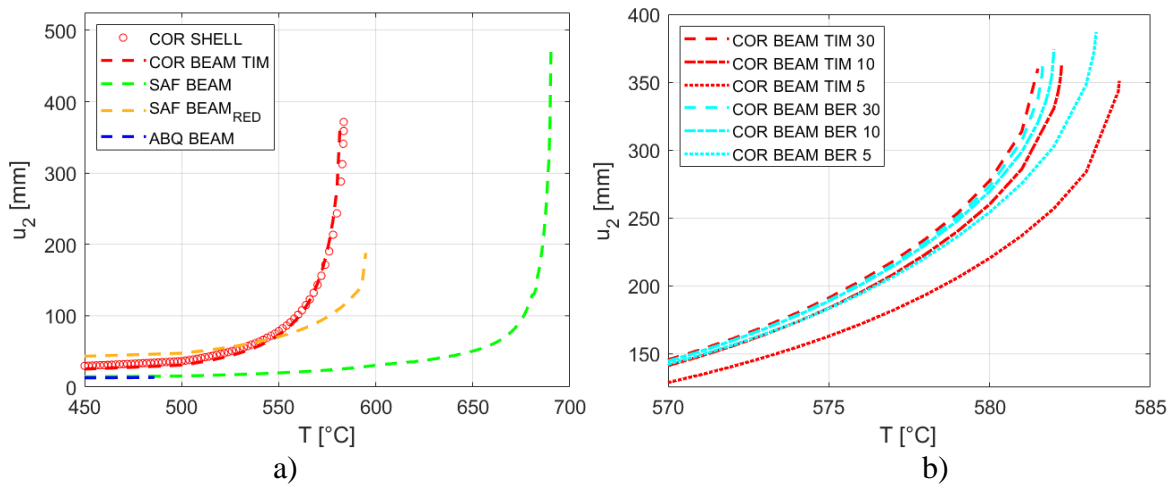 u2 [mm]
500
400
300
200
100
0
COR SHELL
COR BEAM TIM
SAF BEAM
SAF BEAMRED
ABQ BEAM
450 500 550 600 650 700
T [°C]
a)
u2 [mm]
400
350
300
250
200
150
COR BEAM TIM 30
COR BEAM TIM 10
COR BEAM TIM 5
COR BEAM BER 30
COR BEAM BER 10
COR BEAM BER 5
570 575 580 585
T [°C]
b)